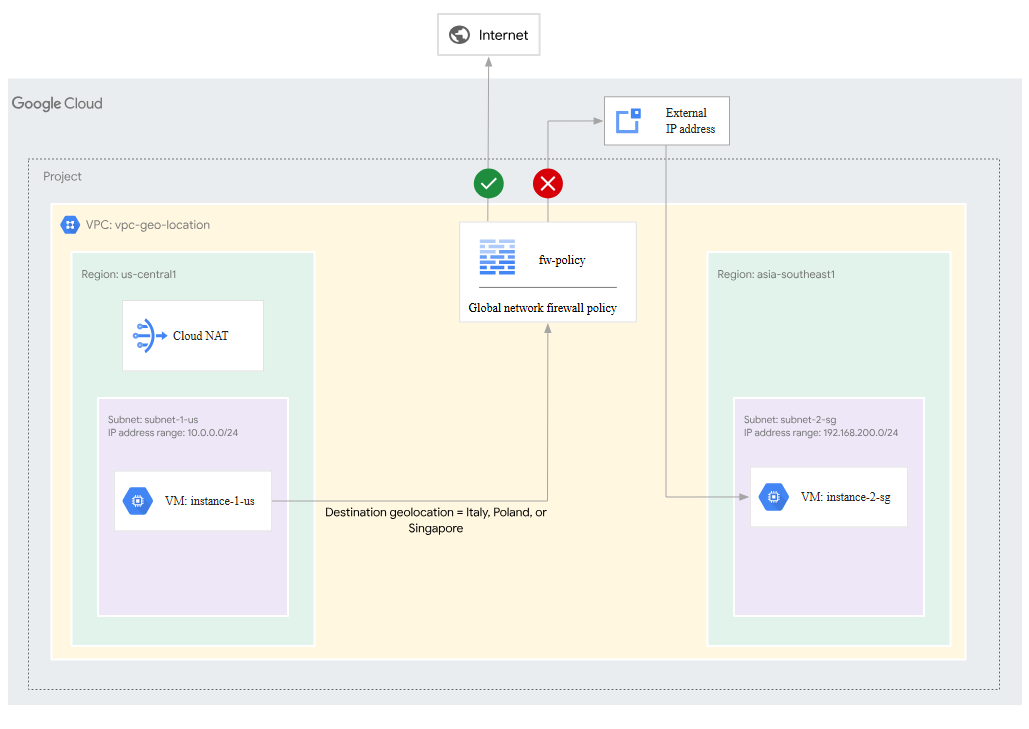 Internet
Google Cloud
External
IP address
Project
VPC: vpc-geo-location
fw-policy
Global network firewall policy
Region: us-central1
Cloud NAT
Subnet: subnet-1-us
IP address range: 10.0.0.0/24
VM: instance-1-us
Destination geolocation = Italy, Poland, or
Singapore
Region: asia-southeast1
Subnet: subnet-2-sg
IP address range: 192.168.200.0/24
VM: instance-2-sg